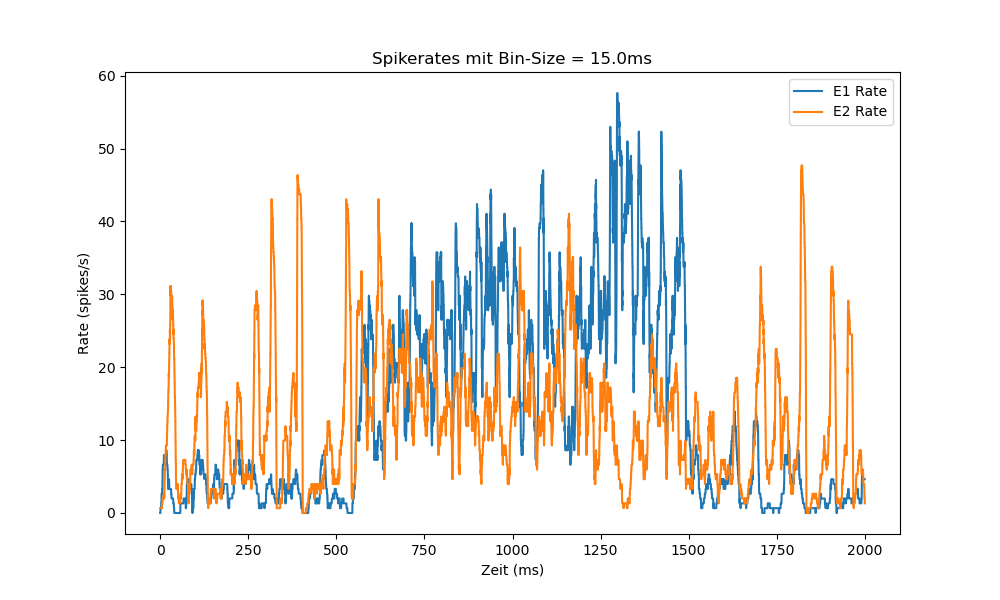 Spikerates mit Bin-Size = 15.0ms
E1 Rate
E2 Rate
60
50
40
30
20
10
0
Rate (spikes/s)
0 250 500 750 1000 1250 1500 1750 2000
Zeit (ms)